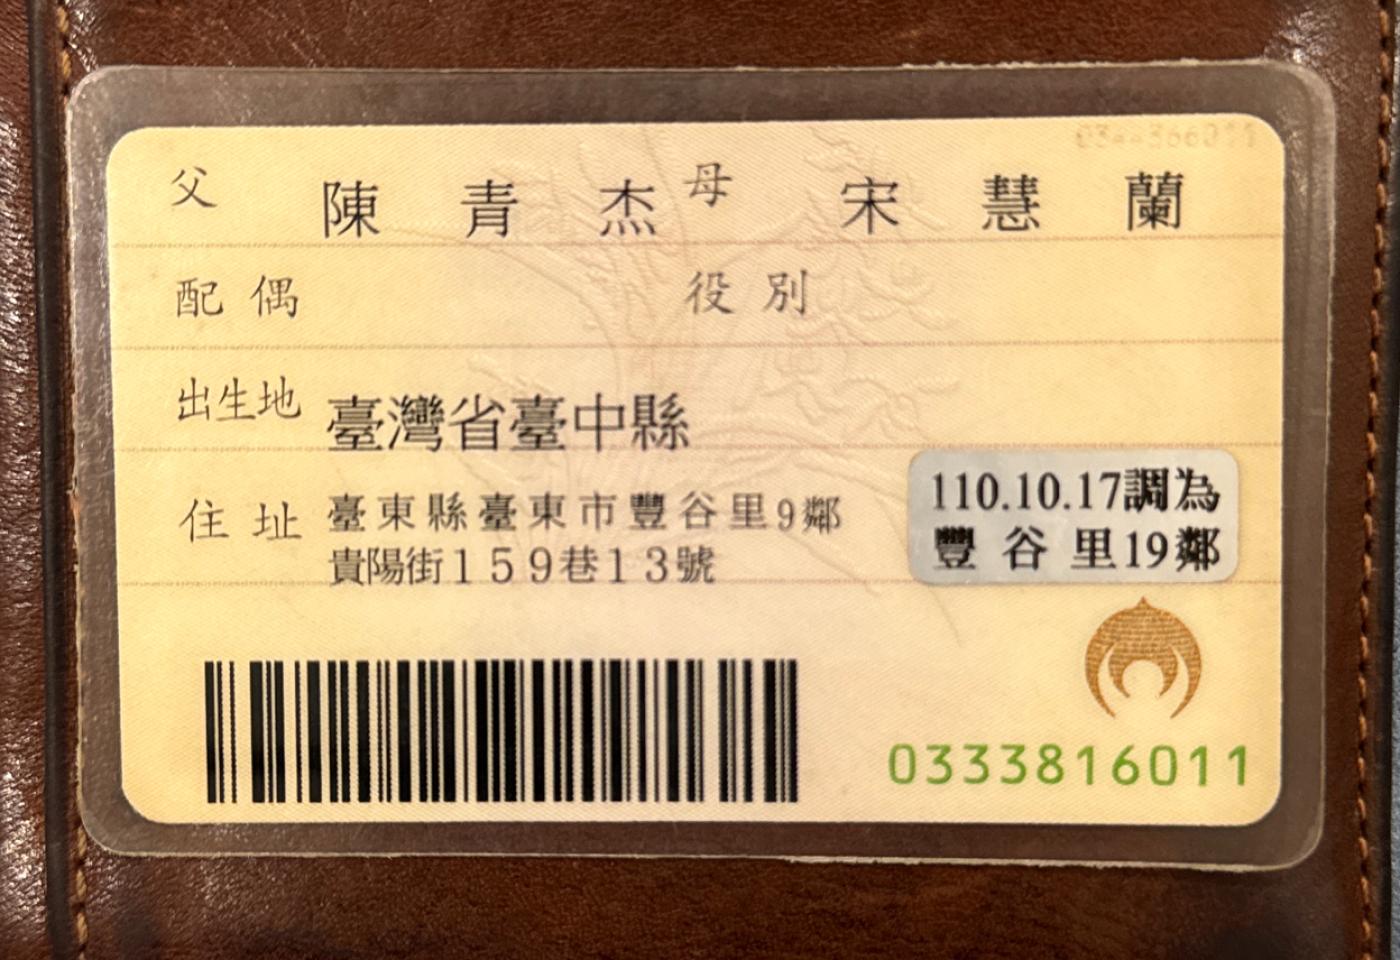 父 陳青杰 母 宋慧蘭
配偶 役別
出生地 臺灣省臺中縣
住址 臺東縣臺東市豐谷里9鄰
貴陽街159巷13號
110.10.17調為
豐谷里19鄰
0333816011